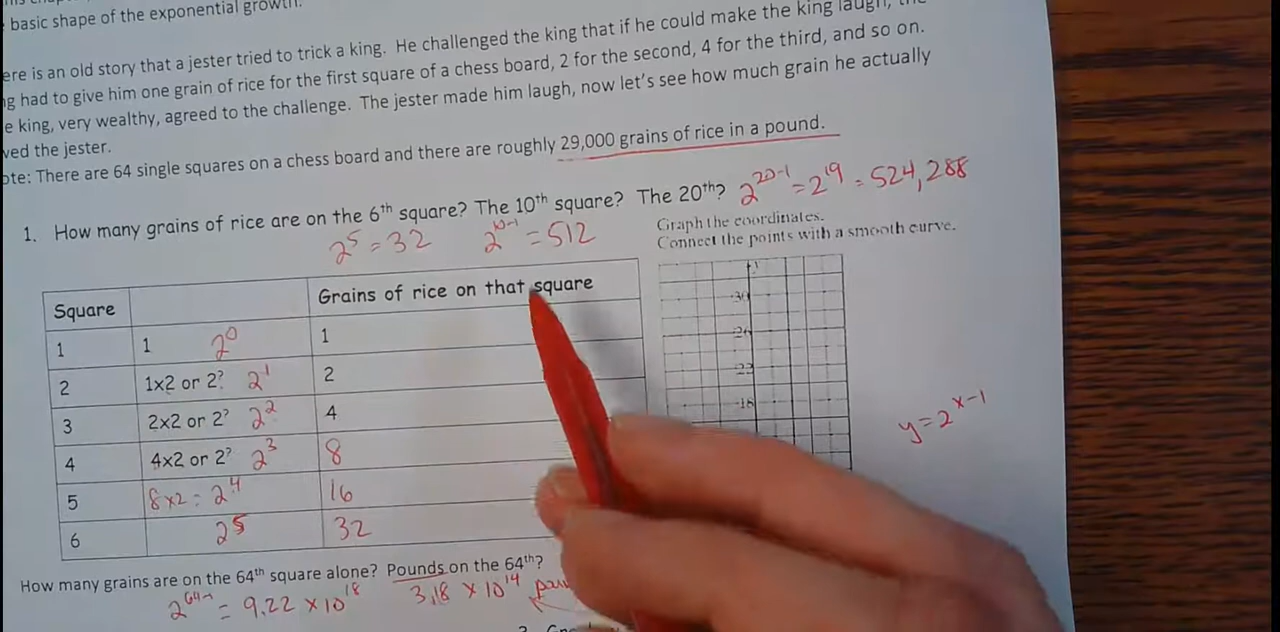 basic shape of the exponential growth.
ere is an old story that a jester tried to trick a king. He challenged the king that if he could make the king laugh, the
ng had to give him one grain of rice for the first square of a chess board, 2 for the second, 4 for the third, and so on.
e king, very wealthy, agreed to the challenge. The jester made him laugh, now let's see how much grain he actually
ved the jester.
ote: There are 64 single squares on a chess board and there are roughly 29,000 grains of rice in a pound.
1. How many grains of rice are on the 6th square? The 10th square? The 20th? 2^20-1 = 2^19 = 524,288
2^5 = 32 2^10-1 = 512
Graph the coordinates.
Connect the points with a smooth curve.
Square Grains of rice on that square
1 1 2^0 1
2 1x2 or 2? 2^1 2
3 2x2 or 2? 2^2 4
4 4x2 or 2? 2^3 8
5 8x2 = 2^4 16
6 2^5 32
y
30
26
22
18
y=2^x-1
How many grains are on the 64th square alone? Pounds on the 64th?
2^64-1 = 9.22 x 10^18 3.18 x 10^14